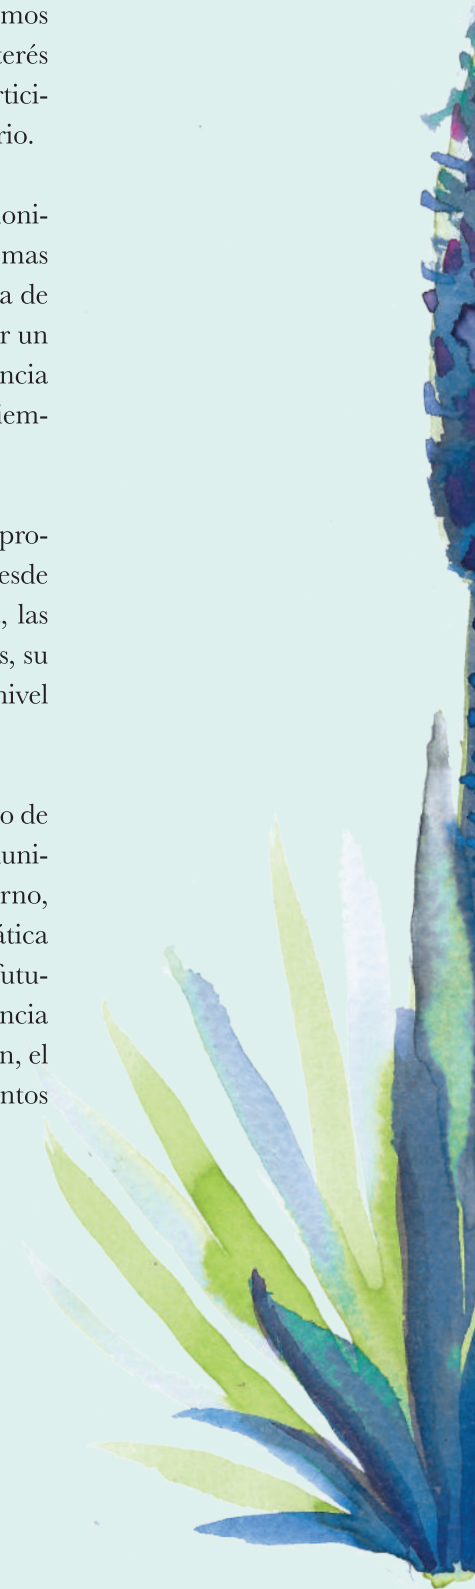 mos
terés
rtici-
rio.
oni-
mas
a de
r un
ncia
iem-
pro-
esde
, las
s, su
nivel
o de
uni-
rno,
ática
futu-
ncia
n, el
ntos